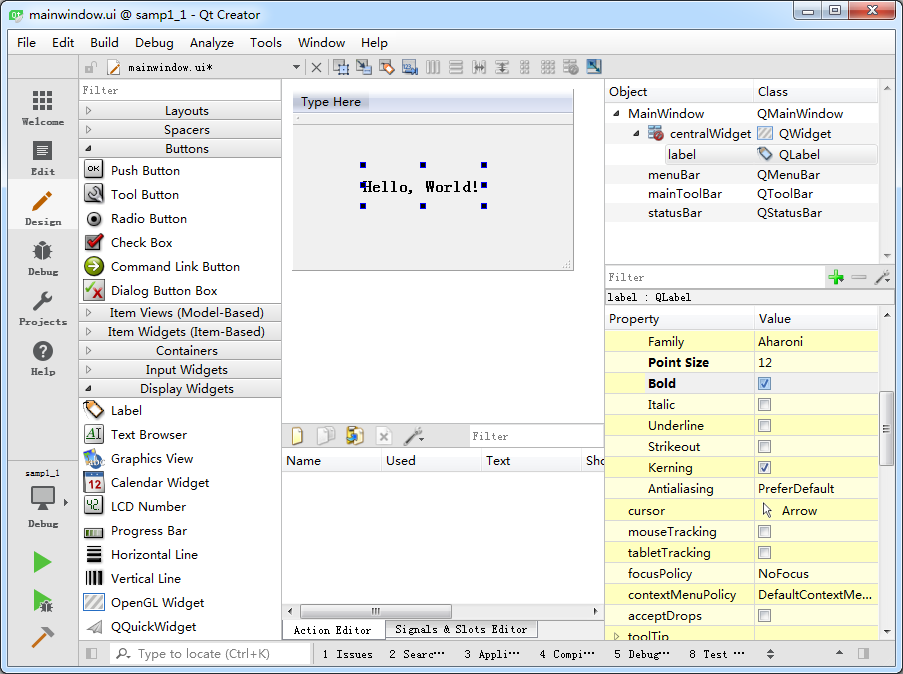 mainwindow.ui @ samp1_1 - Qt Creator
File Edit Build Debug Analyze Tools Window Help
mainwindow.ui*
Welcome
Edit
Design
Debug
Projects
Help
samp1_1
Debug
Filter
Layouts
Spacers
Buttons
OK Push Button
Tool Button
Radio Button
Check Box
Command Link Button
Dialog Button Box
Item Views (Model-Based)
Item Widgets (Item-Based)
Containers
Input Widgets
Display Widgets
Label
AI Text Browser
Graphics View
12 Calendar Widget
42 LCD Number
Progress Bar
Horizontal Line
Vertical Line
OpenGL Widget
QQuickWidget
Type Here
Hello, World!
Filter
Name Used Text Sho
Action Editor Signals & Slots Editor
Object Class
MainWindow QMainWindow
centralWidget QWidget
label QLabel
menuBar QMenuBar
mainToolBar QToolBar
statusBar QStatusBar
Filter
label : QLabel
Property Value
Family Aharoni
Point Size 12
Bold
Italic
Underline
Strikeout
Kerning
Antialiasing PreferDefault
cursor Arrow
mouseTracking
tabletTracking
focusPolicy NoFocus
contextMenuPolicy DefaultContextMe...
acceptDrops
toolTip
Type to locate (Ctrl+K) 1 Issues 2 Searc… 3 Appli… 4 Compi… 5 Debug… 8 Test …